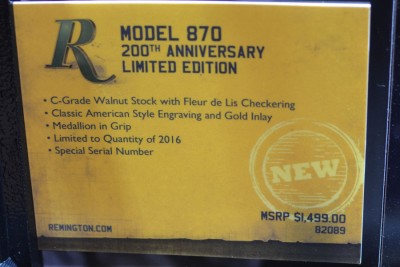 R
MODEL 870
200TH ANNIVERSARY
LIMITED EDITION
• C-Grade Walnut Stock with Fleur de Lis Checkering
• Classic American Style Engraving and Gold Inlay
• Medallion in Grip
• Limited to Quantity of 2016
• Special Serial Number
NEW
MSRP $1,499.00
82089
REMINGTON.COM